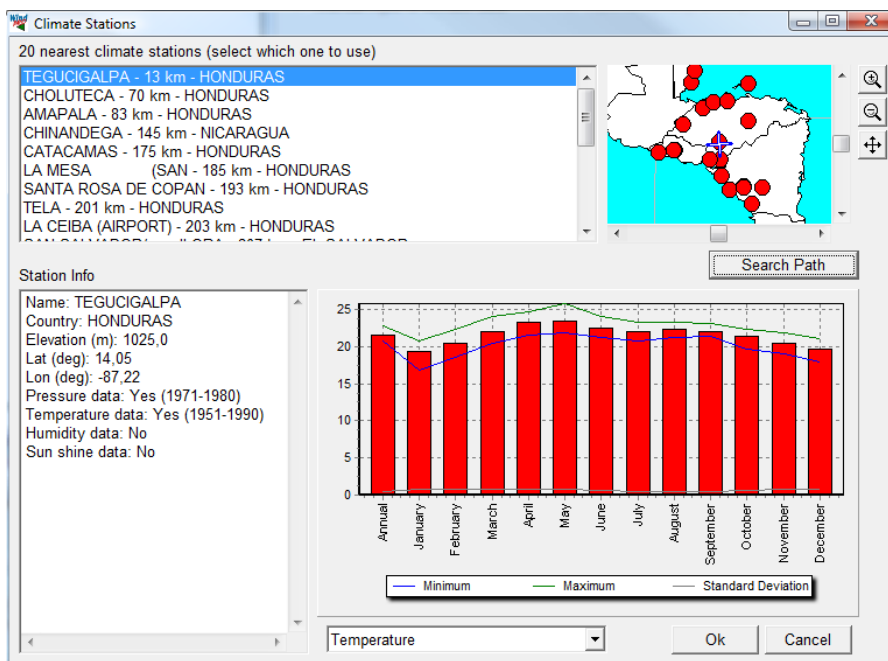 Wind
Climate Stations
20 nearest climate stations (select which one to use)
TEGUCIGALPA - 13 km - HONDURAS
CHOLUTECA - 70 km - HONDURAS
AMAPALA - 83 km - HONDURAS
CHINANDEGA - 145 km - NICARAGUA
CATACAMAS - 175 km - HONDURAS
LA MESA (SAN - 185 km - HONDURAS
SANTA ROSA DE COPAN - 193 km - HONDURAS
TELA - 201 km - HONDURAS
LA CEIBA (AIRPORT) - 203 km - HONDURAS
Search Path
Station Info
Name: TEGUCIGALPA
Country: HONDURAS
Elevation (m): 1025,0
Lat (deg): 14,05
Lon (deg): -87,22
Pressure data: Yes (1971-1980)
Temperature data: Yes (1951-1990)
Humidity data: No
Sun shine data: No
25
20
15
10
5
0
Annual
January
February
March
April
May
June
July
August
September
October
November
December
Minimum Maximum Standard Deviation
Temperature
Ok Cancel